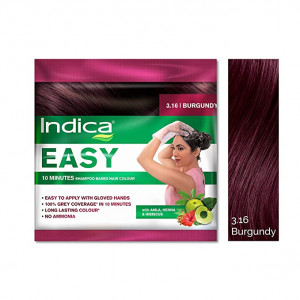 3.16 | BURGUNDY
Indica
EASY
10 MINUTES SHAMPOO BASED HAIR COLOUR
• EASY TO APPLY WITH GLOVED HANDS
• 100% GREY COVERAGE* IN 10 MINUTES
• LONG LASTING COLOUR*
• NO AMMONIA
WITH AMLA, HENNA
& HIBISCUS
3.16
Burgundy